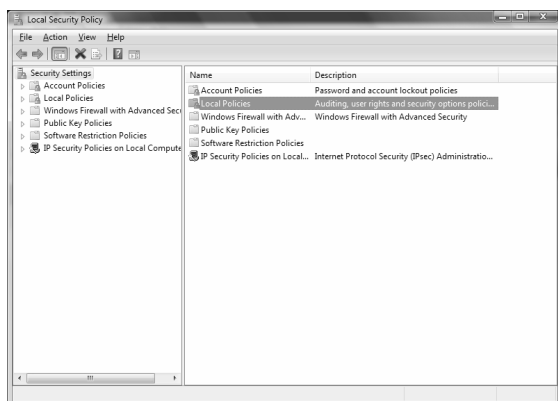 Local Security Policy
File Action View Help
Security Settings
Account Policies
Local Policies
Windows Firewall with Advanced Secu
Public Key Policies
Software Restriction Policies
IP Security Policies on Local Compute
Name Description
Account Policies Password and account lockout policies
Local Policies Auditing, user rights and security options polici...
Windows Firewall with Adv... Windows Firewall with Advanced Security
Public Key Policies
Software Restriction Policies
IP Security Policies on Local... Internet Protocol Security (IPsec) Administratio...